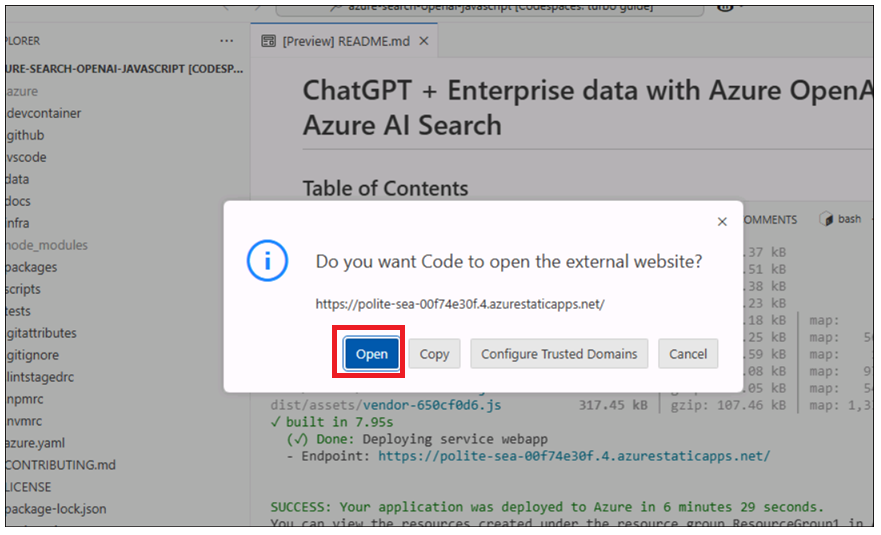 azure-search-openai-javascript [Codespaces: turbo guide]
PLORER
···
[Preview] README.md ×
URE-SEARCH-OPENAI-JAVASCRIPT [CODESP...
azure
devcontainer
github
vscode
data
docs
infra
node_modules
packages
scripts
tests
gitattributes
gitignore
lintstagedrc
npmrc
nvmrc
azure.yaml
CONTRIBUTING.md
LICENSE
package-lock.json
ChatGPT + Enterprise data with Azure OpenA
Azure AI Search
Table of Contents
OMMENTS
bash
Do you want Code to open the external website?
https://polite-sea-00f74e30f.4.azurestaticapps.net/
Open
Copy
Configure Trusted Domains
Cancel
.37 kB
.51 kB
.38 kB
.23 kB
.18 kB │ map:
.25 kB │ map: 5
.59 kB │ map:
.08 kB │ map: 9
.05 kB │ map: 5
dist/assets/vendor-650cf0d6.js 317.45 kB │ gzip: 107.46 kB │ map: 1,3
✓ built in 7.95s
(✓) Done: Deploying service webapp
- Endpoint: https://polite-sea-00f74e30f.4.azurestaticapps.net/
SUCCESS: Your application was deployed to Azure in 6 minutes 29 seconds.
You can view the resources created under the resource group ResourceGroup1 in